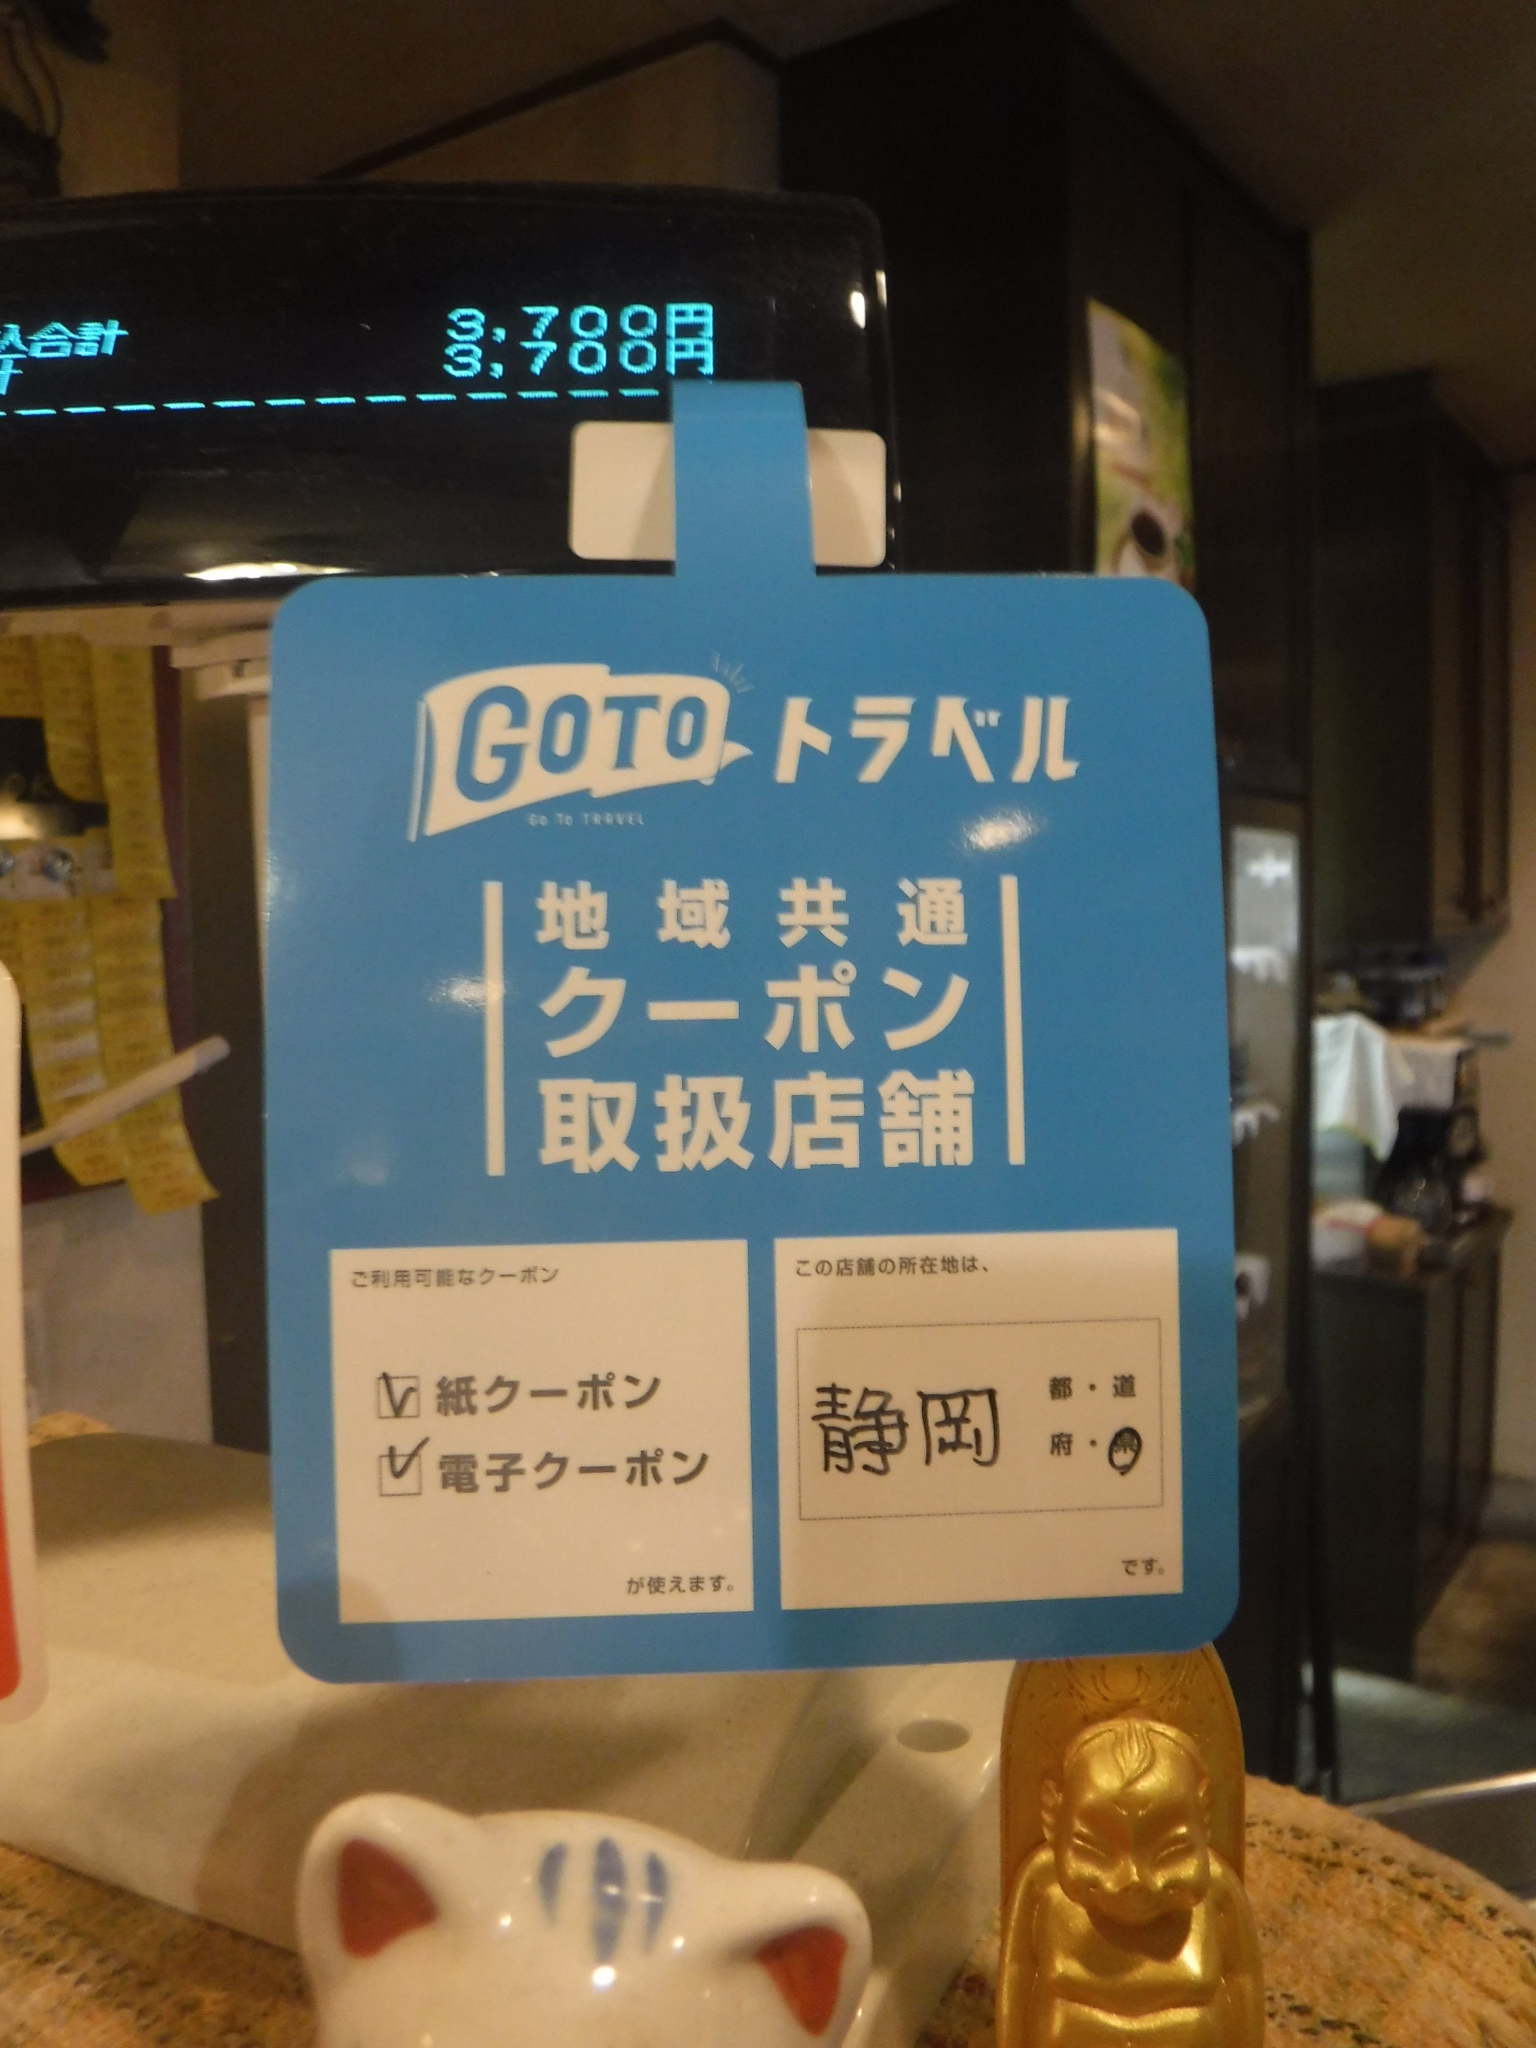 合計 3,700円
計 3,700円
GOTO トラベル
Go To TRAVEL
地域共通
クーポン
取扱店舗
ご利用可能なクーポン
紙クーポン
電子クーポン
が使えます。
この店舗の所在地は、
静岡
都・道
府・県
です。